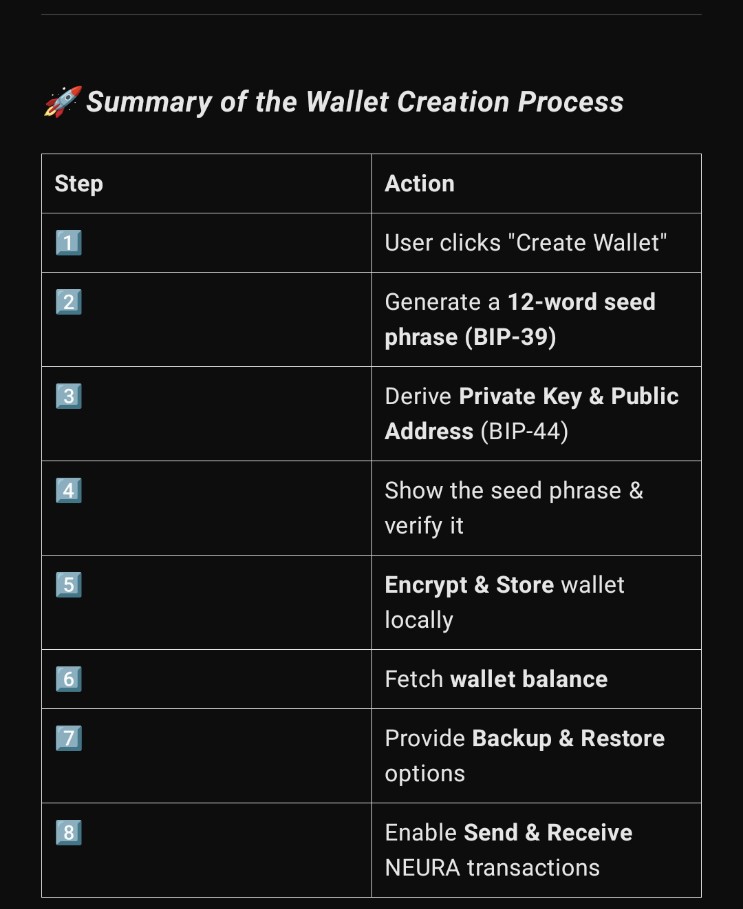 🚀 Summary of the Wallet Creation Process
Step
Action
1
User clicks "Create Wallet"
2
Generate a 12-word seed
phrase (BIP-39)
3
Derive Private Key & Public
Address (BIP-44)
4
Show the seed phrase &
verify it
5
Encrypt & Store wallet
locally
6
Fetch wallet balance
7
Provide Backup & Restore
options
8
Enable Send & Receive
NEURA transactions